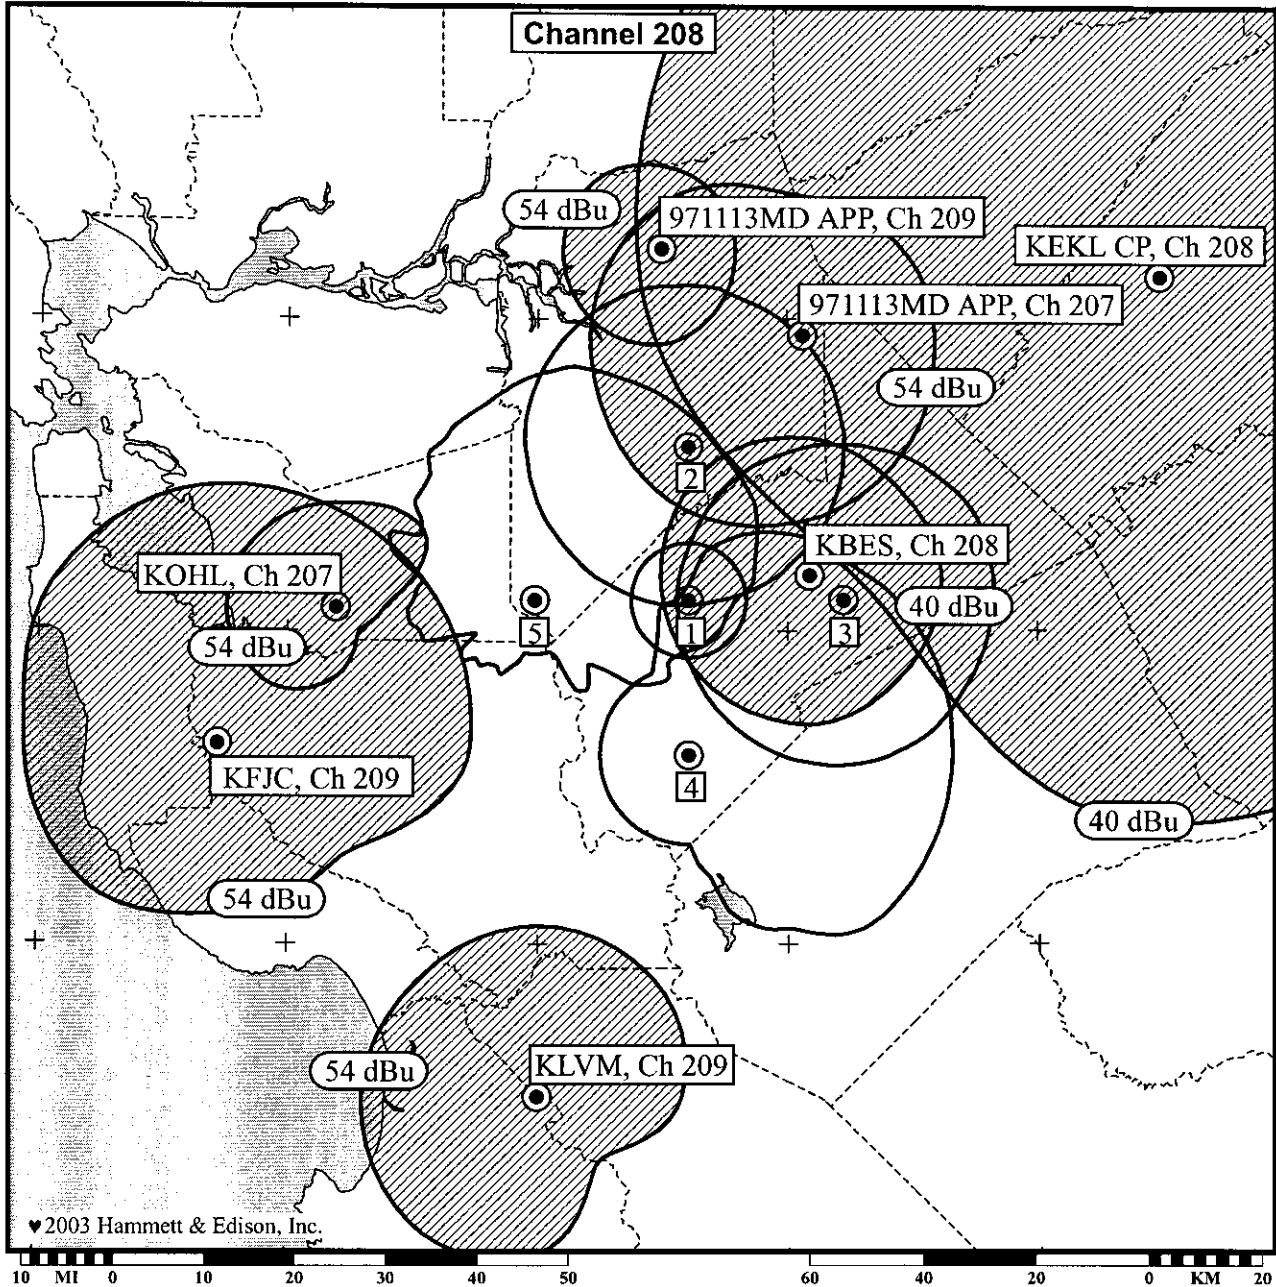 Channel 208
54 dBu
971113MD APP, Ch 209
KEKL CP, Ch 208
971113MD APP, Ch 207
54 dBu
2
KBES, Ch 208
KOHL, Ch 207
40 dBu
5
1
3
54 dBu
KFJC, Ch 209
4
40 dBu
54 dBu
KLVM, Ch 209
54 dBu
♥2003 Hammett & Edison, Inc.
10 MI 0 10 20 30 40 50 60 40 20 0 KM 20